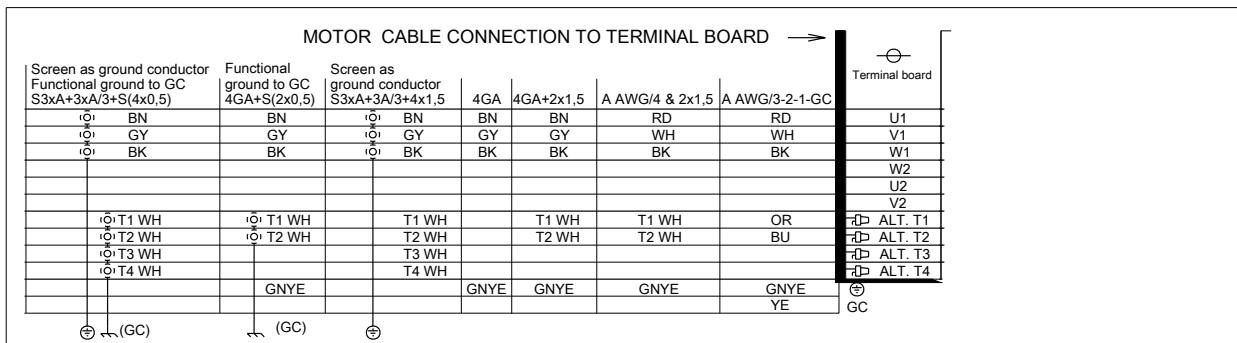 MOTOR CABLE CONNECTION TO TERMINAL BOARD
Terminal board
Screen as ground conductor
Functional ground to GC
S3xA+3xA/3+S(4x0,5)
Functional
ground to GC
4GA+S(2x0,5)
Screen as
ground conductor
S3xA+3A/3+4x1,5
4GA
4GA+2x1,5
A AWG/4 & 2x1,5
A AWG/3-2-1-GC
BN BN BN BN BN RD RD U1
GY GY GY GY GY WH WH V1
BK BK BK BK BK BK BK W1
W2
U2
V2
T1 WH T1 WH T1 WH T1 WH T1 WH OR ALT. T1
T2 WH T2 WH T2 WH T2 WH T2 WH BU ALT. T2
T3 WH T3 WH ALT. T3
T4 WH T4 WH ALT. T4
GNYE GNYE GNYE GNYE GNYE
YE GC
(GC) (GC)